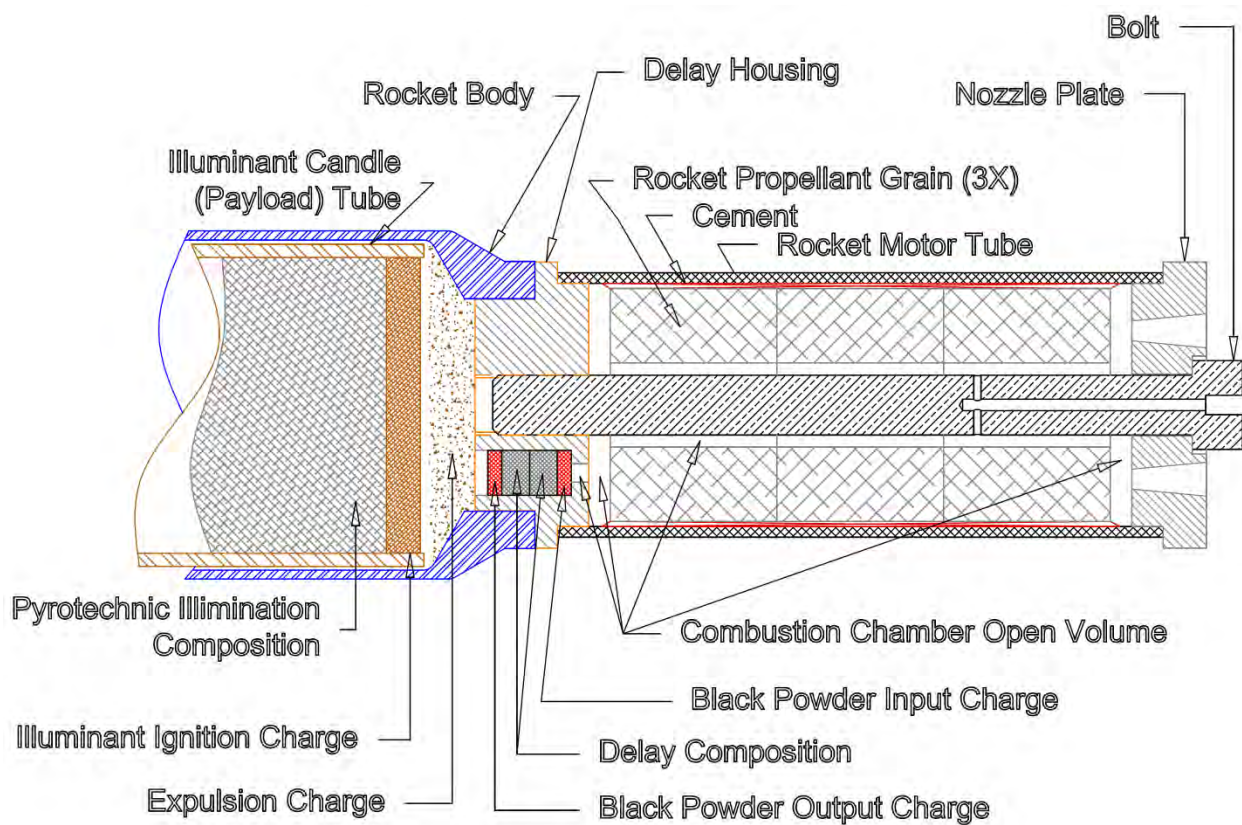 Bolt
Delay Housing
Nozzle Plate
Rocket Body
Illuminant Candle
(Payload) Tube
Rocket Propellant Grain (3X)
Cement
Rocket Motor Tube
Pyrotechnic Illimination
Composition
Combustion Chamber Open Volume
Black Powder Input Charge
Illuminant Ignition Charge
Delay Composition
Expulsion Charge
Black Powder Output Charge